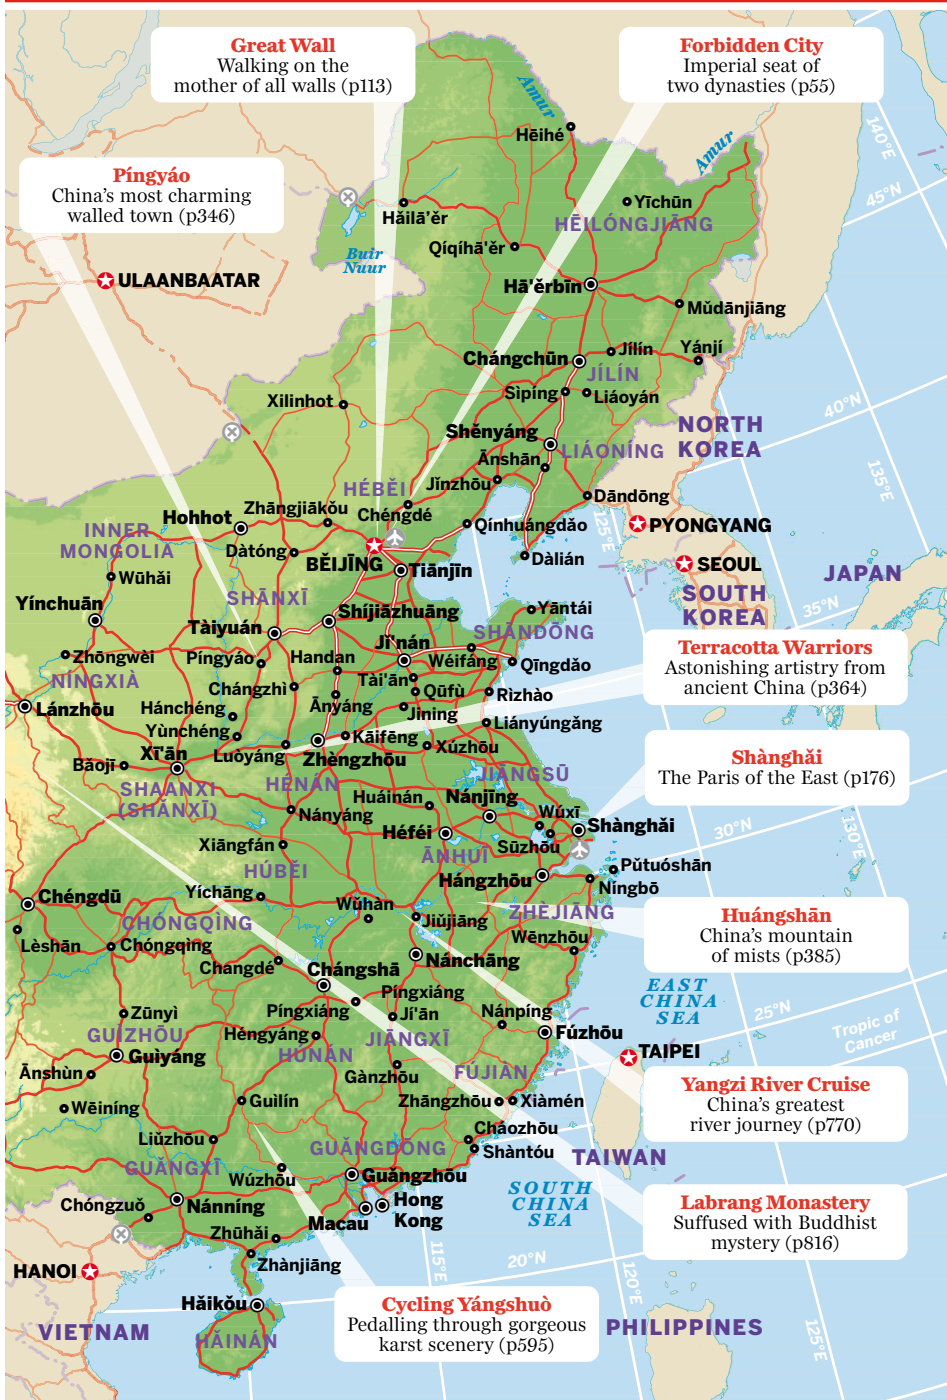 Great Wall
Walking on the
mother of all walls (p113)
Forbidden City
Imperial seat of
two dynasties (p55)
Píngyáo
China's most charming
walled town (p346)
Amur
Hēihé
Amur
140°E
45°N
Yīchūn
Hǎilā'ěr
HĒILÓNGJIĀNG
Qíqíhā'ěr
Buir
Nuur
ULAANBAATAR
Hā'ěrbīn
Mǔdānjiāng
Chángchūn
Jílín
Yánjí
JÍLÍN
Sìpíng
Liáoyán
Xilinhot
40°N
NORTH
KOREA
Shěnyáng
LIÁONÍNG
Ānshān
Jǐnzhōu
135°E
HÉBĚI
Dāndōng
Zhāngjiākǒu
Chéngdé
Hohhot
125°E
INNER
MONGOLIA
Qínhuángdǎo
PYONGYANG
Dàtóng
BĚIJĪNG
Dàlián
Tiānjīn
SEOUL
Wūhǎi
JAPAN
SHĀNXĪ
SOUTH
KOREA
35°N
Yínchuān
Shíjiāzhuāng
Yāntái
Tàiyuán
SHĀNDŌNG
Jǐ'nán
Zhōngwèi
Píngyáo
Handan
Wéifāng
Qīngdǎo
Terracotta Warriors
Astonishing artistry from
ancient China (p364)
NÍNGXIÀ
Chángzhì
Tài'ān
Qūfù
Rìzhào
Lánzhōu
Hánchéng
Ānyáng
Jìning
Yùnchéng
Liányúngǎng
Kāifēng
Xúzhōu
Xī'ān
Luòyáng
Zhèngzhōu
Bǎojī
Shànghǎi
The Paris of the East (p176)
SHAANXI
(SHǍNXĪ)
HÉNÁN
JIĀNGSŪ
Huáinán
Nánjīng
Nányáng
Wúxī
Shànghǎi
30°N
130°E
Héféi
Xiāngfán
Sūzhōu
ĀNHUĪ
HÚBĚI
Pǔtuóshān
Hángzhōu
Níngbō
Chéngdū
Yíchāng
Wǔhàn
Jiǔjiāng
ZHÈJIĀNG
Huángshān
China's mountain
of mists (p385)
CHÓNGQÌNG
Lèshān
Chóngqìng
Wēnzhōu
Changdé
Nánchāng
Chángshā
EAST
CHINA
SEA
Píngxiáng
Zūnyì
Píngxiáng
Jí'ān
Nánpíng
25°N
Tropic of
Cancer
GUÌZHŌU
Héngyáng
JIĀNGXĪ
Fúzhōu
Guìyáng
HÚNÁN
TAIPEI
Ānshùn
Gànzhōu
FÚJIÀN
Yangzi River Cruise
China's greatest
river journey (p770)
Wēiníng
Guìlín
Zhāngzhōu
Xiàmén
Liǔzhōu
Cháozhōu
GUǍNGDŌNG
Shàntóu
TAIWAN
GUǍNGXĪ
Wúzhōu
Guǎngzhōu
SOUTH
CHINA
SEA
Labrang Monastery
Suffused with Buddhist
mystery (p816)
Chóngzuǒ
Nánníng
Hong
Kong
Macau
Zhūhǎi
Zhànjiāng
115°E
20°N
120°E
HANOI
Hǎikǒu
Cycling Yángshuò
Pedalling through gorgeous
karst scenery (p595)
VIETNAM
HǍINÁN
PHILIPPINES
125°E